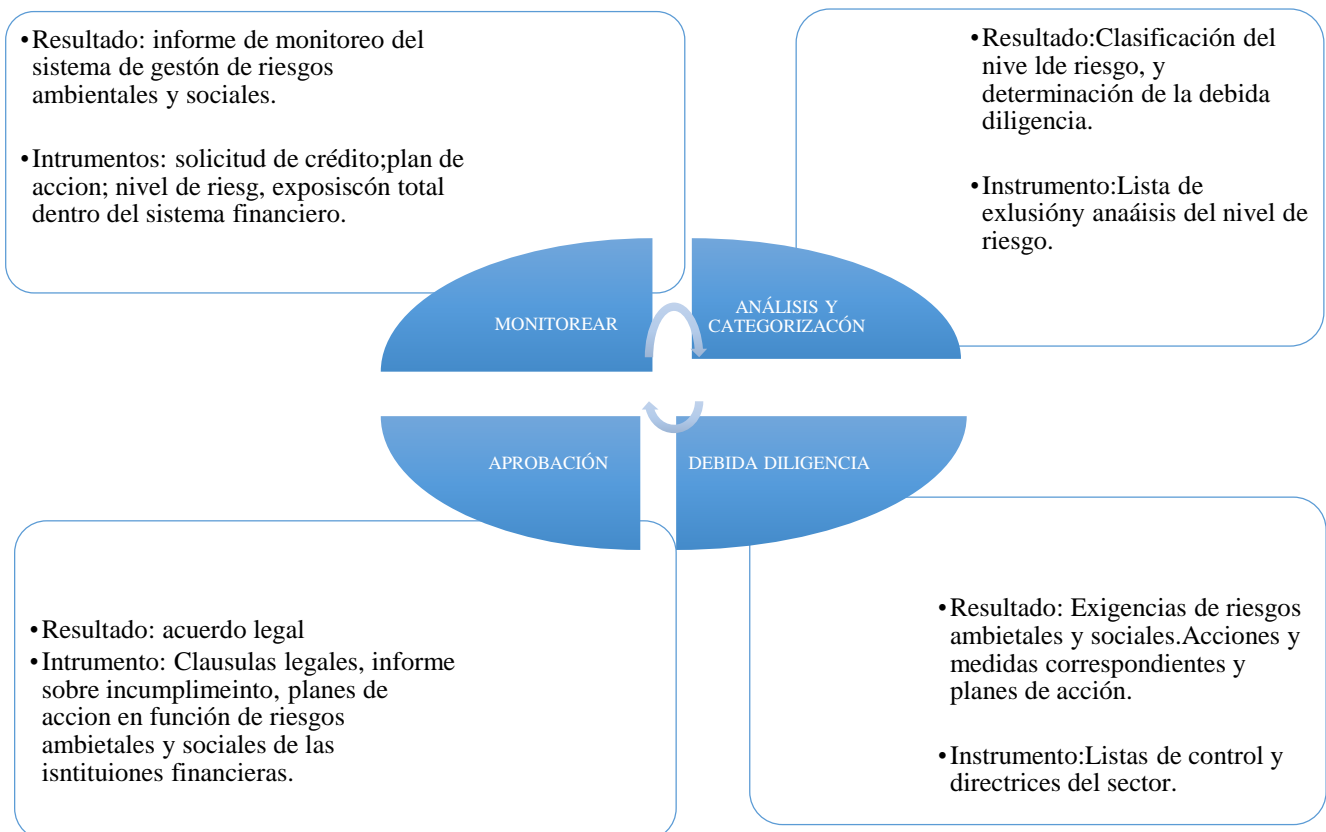 •Resultado: informe de monitoreo del
sistema de gestón de riesgos
ambientales y sociales.
•Intrumentos: solicitud de crédito;plan de
accion; nivel de riesg, exposiscón total
dentro del sistema financiero.
•Resultado:Clasificación del
nive lde riesgo, y
determinación de la debida
diligencia.
•Instrumento:Lista de
exlusióny anaáisis del nivel de
riesgo.
MONITOREAR
ANÁLISIS Y
CATEGORIZACÓN
APROBACIÓN
DEBIDA DILIGENCIA
•Resultado: acuerdo legal
•Intrumento: Clausulas legales, informe
sobre incumplimeinto, planes de
accion en función de riesgos
ambietales y sociales de las
isntituiones financieras.
•Resultado: Exigencias de riesgos
ambietales y sociales.Acciones y
medidas correspondientes y
planes de acción.
•Instrumento:Listas de control y
directrices del sector.